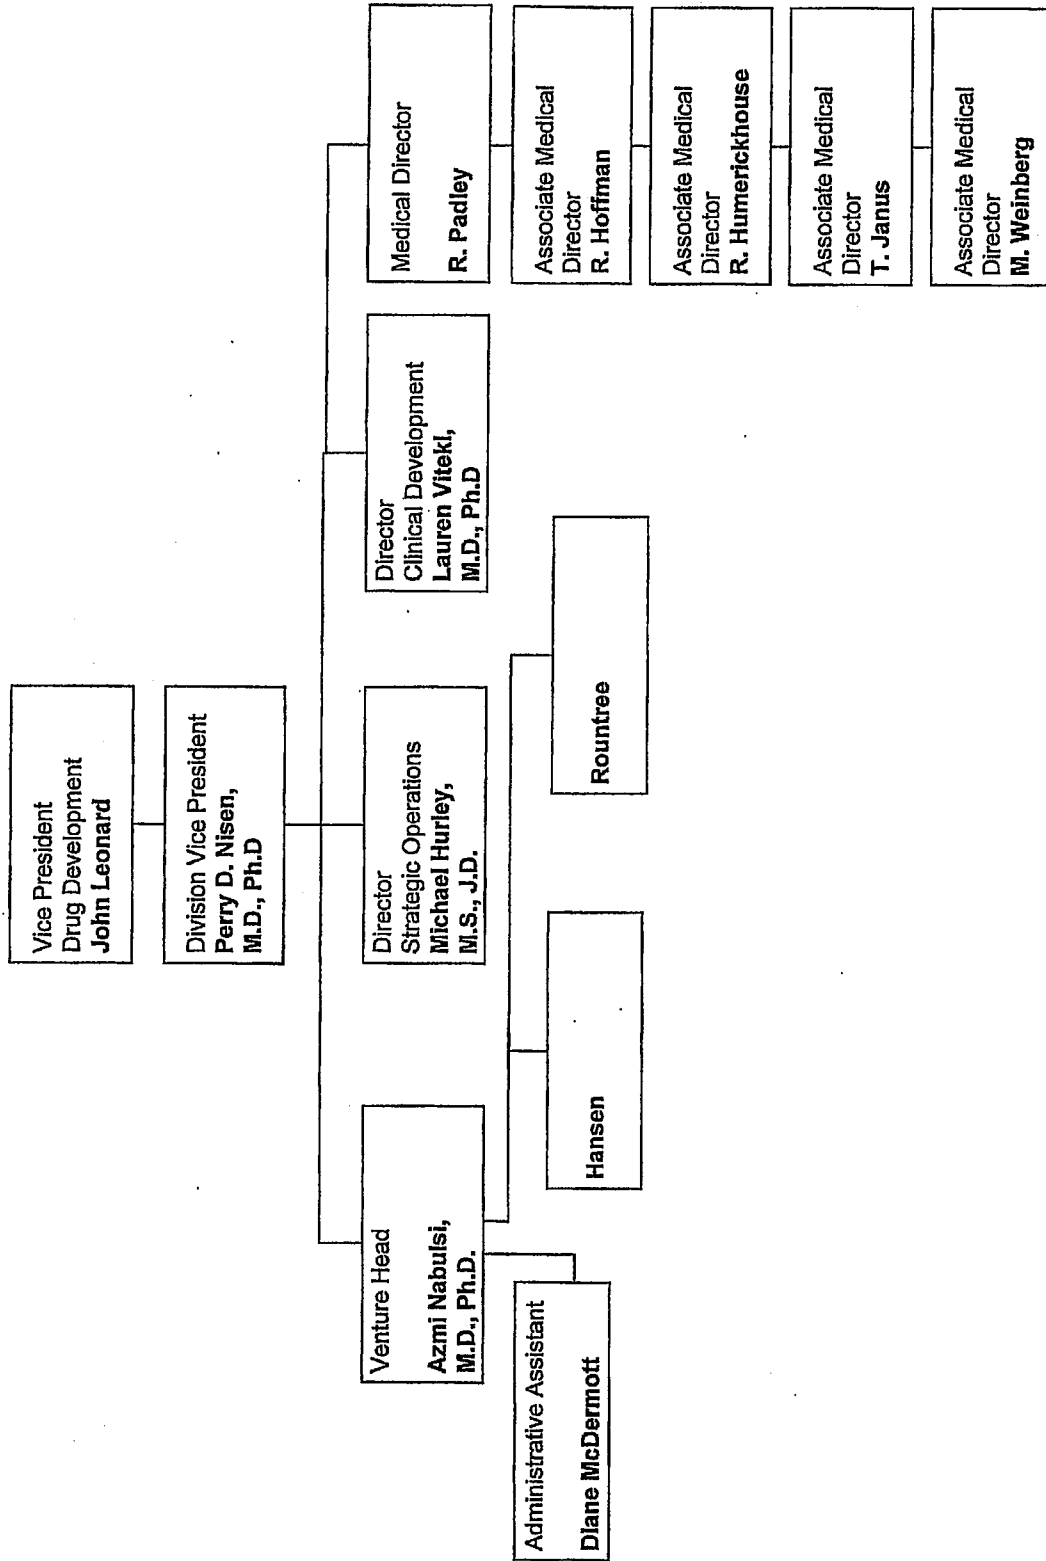 Vice President
Drug Development
John Leonard
Division Vice President
Perry D. Nisen,
M.D., Ph.D
Venture Head
Azmi Nabulsi,
M.D., Ph.D.
Director
Strategic Operations
Michael Hurley,
M.S., J.D.
Director
Clinical Development
Lauren Vitekl,
M.D., Ph.D
Medical Director
R. Padley
Administrative Assistant
Diane McDermott
Hansen
Rountree
Associate Medical
Director
R. Hoffman
Associate Medical
Director
R. Humerickhouse
Associate Medical
Director
T. Janus
Associate Medical
Director
M. Weinberg